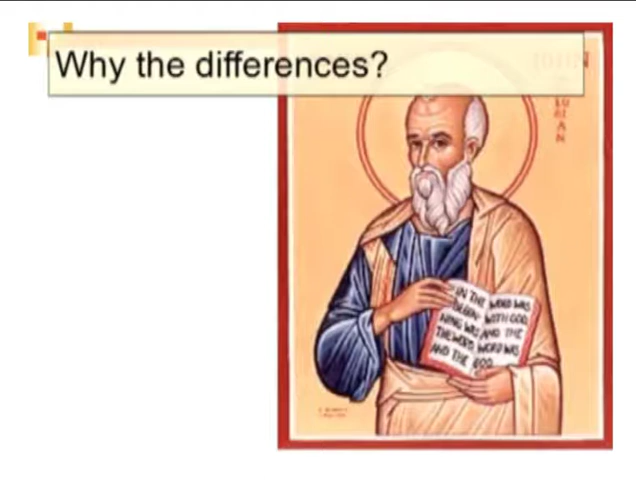 Why the differences?
IN THE
BEGIN
NING WAS
THE WORD
AND THE
WORD WAS
WITH GOD
AND THE
WORD WAS
GOD